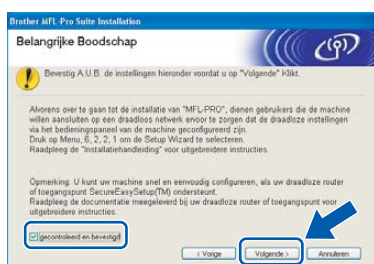 Brother MFL-Pro Suite Installation
Belangrijke Boodschap
Bevestig A.U.B. de instellingen hieronder voordat u op "Volgende" Klikt.
Alvorens over te gaan tot de installatie van "MFL-PRO", dienen gebruikers die de machine
willen aansluiten op een draadloos netwerk ervoor te zorgen dat de draadloze instellingen
via het bedieningspaneel van de machine geconfigureerd zijn.
Druk op Menu, 6, 2, 2, 1 om de Setup Wizard te selecteren.
Raadpleeg de "Installatiehandleiding" voor uitgebreidere instructies.
Opmerking: U kunt uw machine snel en eenvoudig configureren, als uw draadloze router
of toegangspunt SecureEasySetup(TM) ondersteunt.
Raadpleeg de documentatie meegeleverd bij uw draadloze router of toegangspunt voor
uitgebreidere instructies.
gecontroleerd en bevestigd
< Vorige
Volgende >
Annuleren